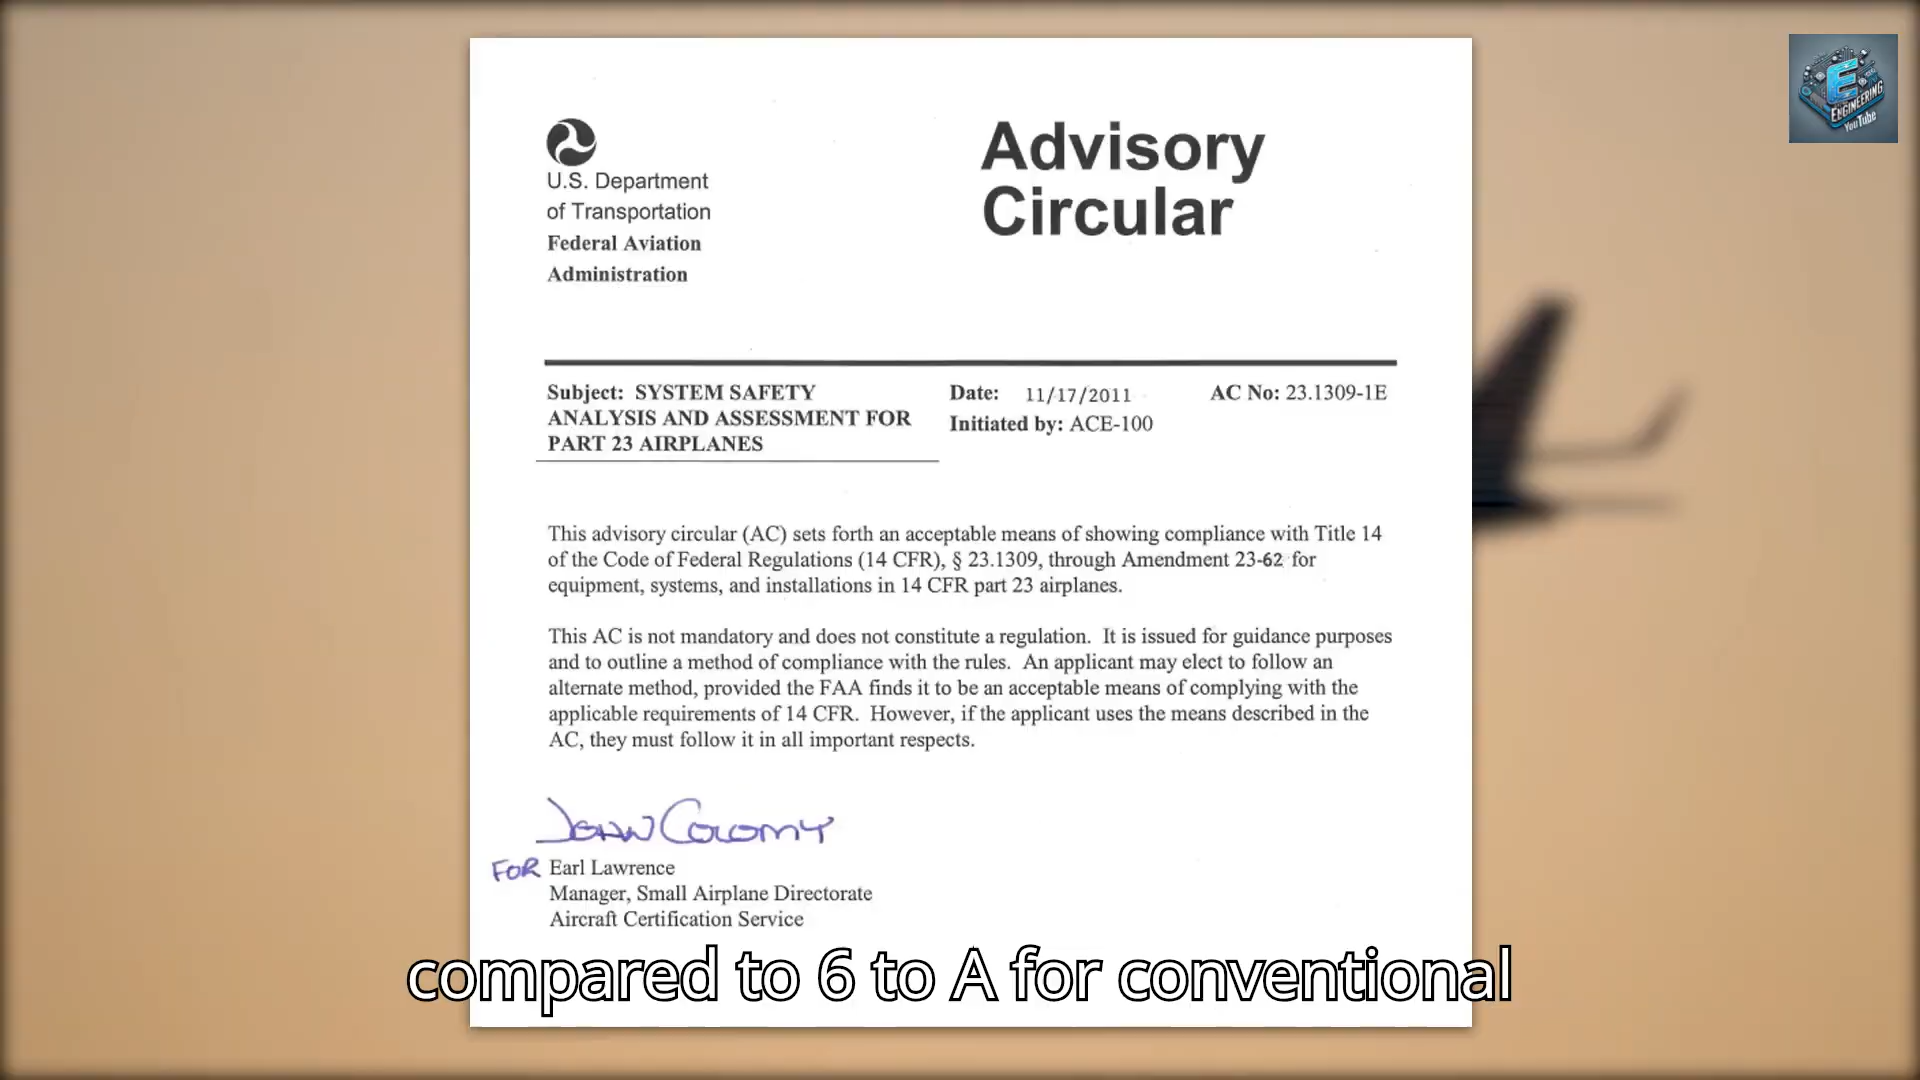 U.S. Department
of Transportation
Federal Aviation
Administration
Advisory
Circular
Subject: SYSTEM SAFETY
ANALYSIS AND ASSESSMENT FOR
PART 23 AIRPLANES
Date: 11/17/2011
Initiated by: ACE-100
AC No: 23.1309-1E
This advisory circular (AC) sets forth an acceptable means of showing compliance with Title 14
of the Code of Federal Regulations (14 CFR), § 23.1309, through Amendment 23-62 for
equipment, systems, and installations in 14 CFR part 23 airplanes.
This AC is not mandatory and does not constitute a regulation. It is issued for guidance purposes
and to outline a method of compliance with the rules. An applicant may elect to follow an
alternate method, provided the FAA finds it to be an acceptable means of complying with the
applicable requirements of 14 CFR. However, if the applicant uses the means described in the
AC, they must follow it in all important respects.
John Colomy
FOR Earl Lawrence
Manager, Small Airplane Directorate
Aircraft Certification Service
compared to 6 to A for conventional
E
ENGINEERING
YouTube